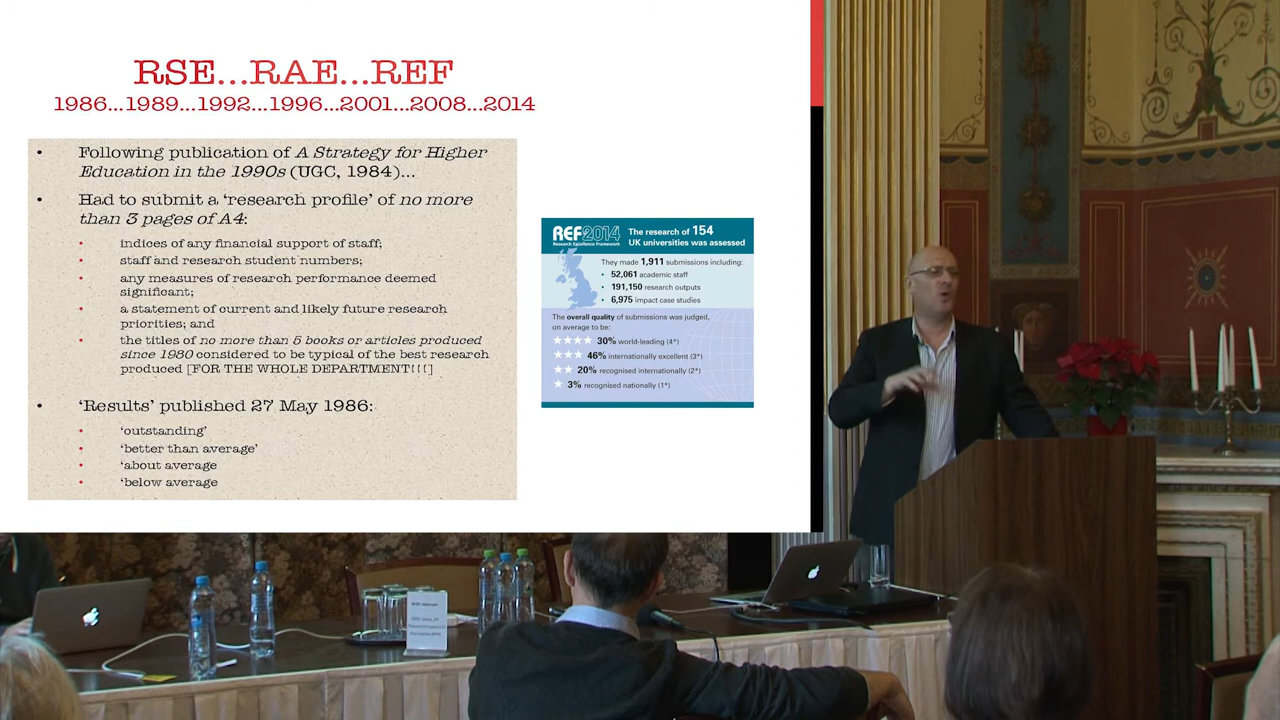 RSE...RAE...REF
1986...1989...1992...1996...2001...2008...2014
• Following publication of A Strategy for Higher
Education in the 1990s (UGC, 1984)...
• Had to submit a ‘research profile’ of no more
than 3 pages of A4:
• indices of any financial support of staff;
• staff and research student numbers;
• any measures of research performance deemed
significant;
• a statement of current and likely future research
priorities; and
• the titles of no more than 5 books or articles produced
since 1980 considered to be typical of the best research
produced [FOR THE WHOLE DEPARTMENT!!!]
• ‘Results’ published 27 May 1986:
• ‘outstanding’
• ‘better than average’
• ‘about average
• ‘below average
REF2014
Research Excellence Framework
The research of 154
UK universities was assessed
They made 1,911 submissions including:
• 52,061 academic staff
• 191,150 research outputs
• 6,975 impact case studies
The overall quality of submissions was judged,
on average to be:
30% world-leading (4*)
46% internationally excellent (3*)
20% recognised internationally (2*)
3% recognised nationally (1*)